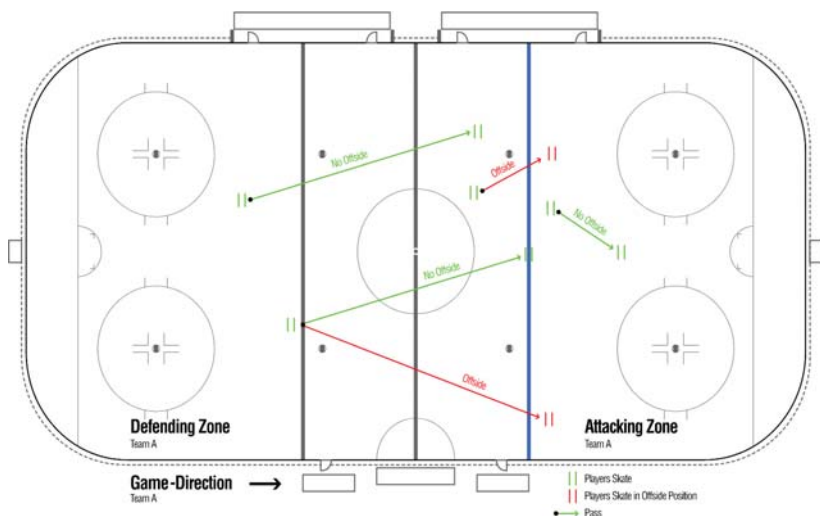 No Offside
Offside
No Offside
No Offside
Offside
Defending Zone
Team A
Attacking Zone
Team A
Game-Direction
Team A
Players Skate
Players Skate in Offside Position
Pass